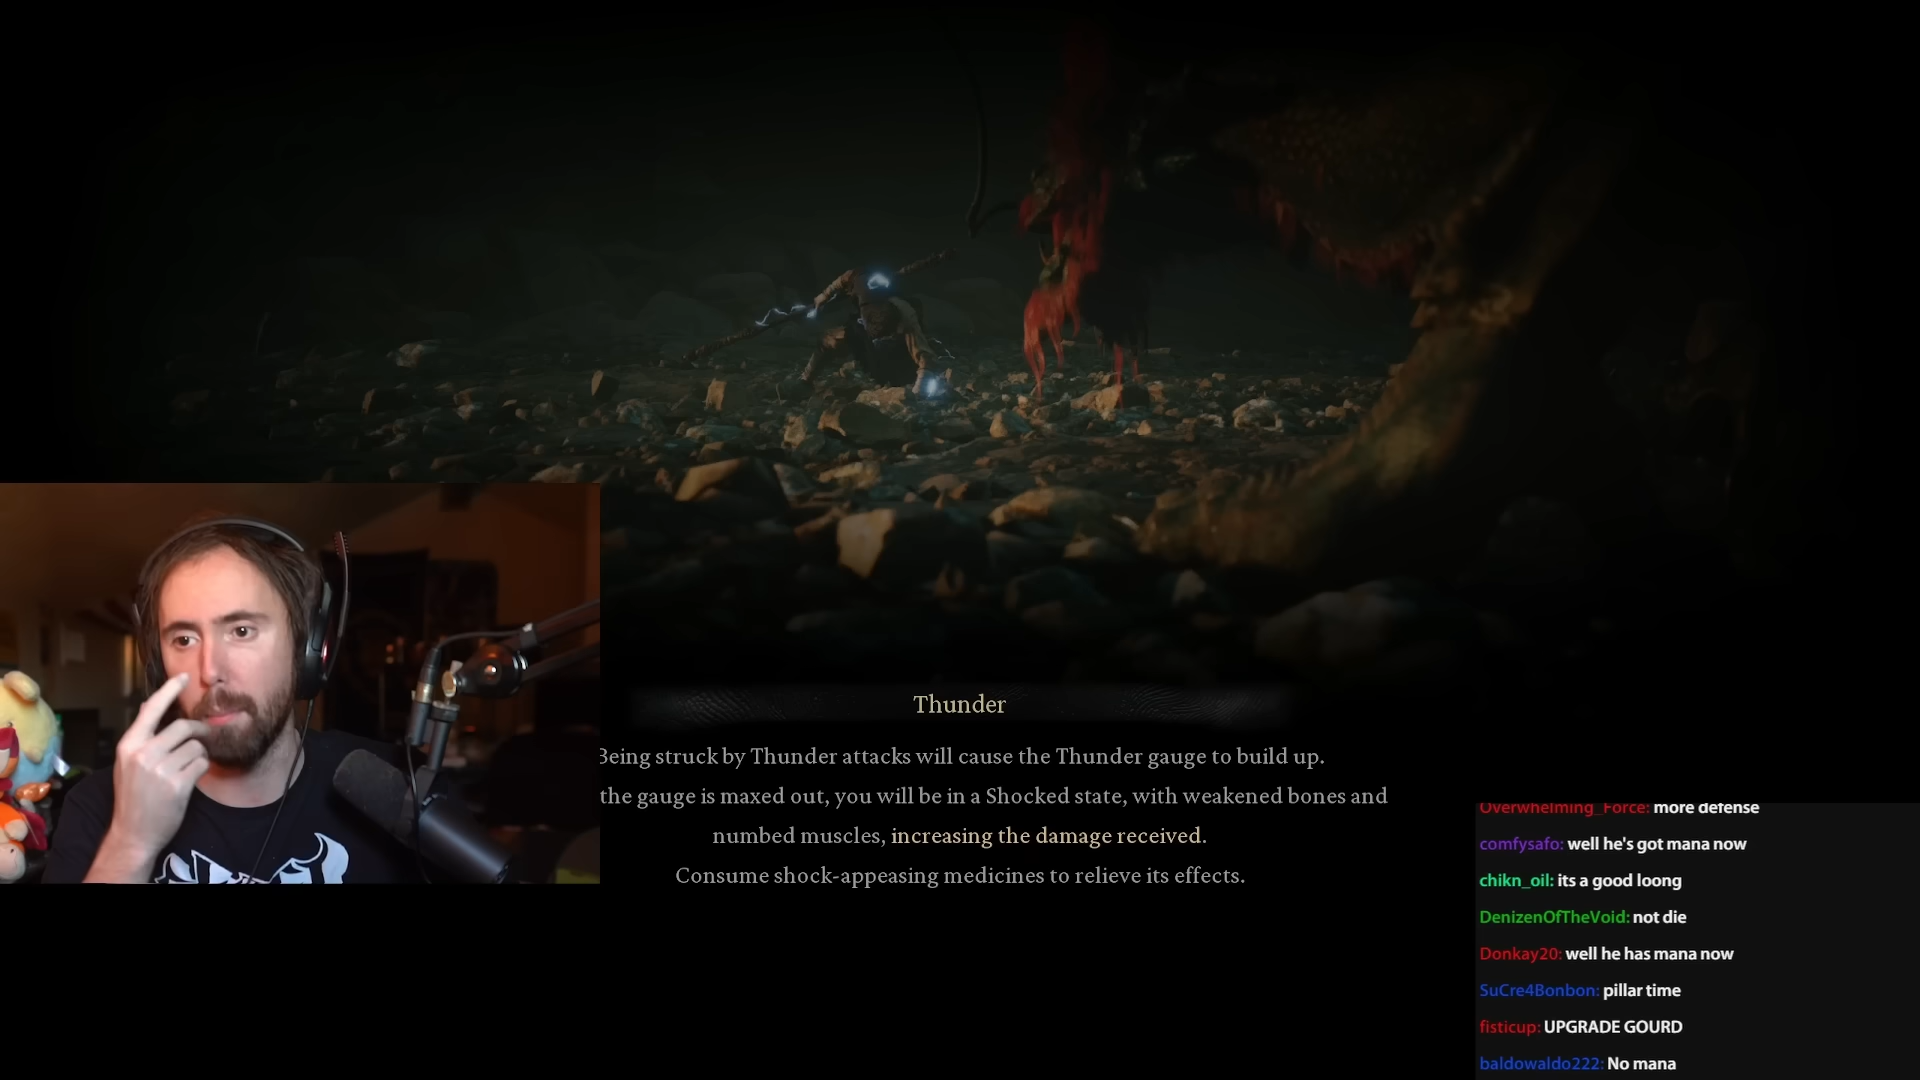 Thunder
Being struck by Thunder attacks will cause the Thunder gauge to build up.
the gauge is maxed out, you will be in a Shocked state, with weakened bones and
numbed muscles, increasing the damage received.
Consume shock-appeasing medicines to relieve its effects.
Overwhelming_Force: more defense
comfysafo: well he's got mana now
chikn_oil: its a good loong
DenizenOfTheVoid: not die
Donkay20: well he has mana now
SuCre4Bonbon: pillar time
fisticup: UPGRADE GOURD
baldowaldo222: No mana